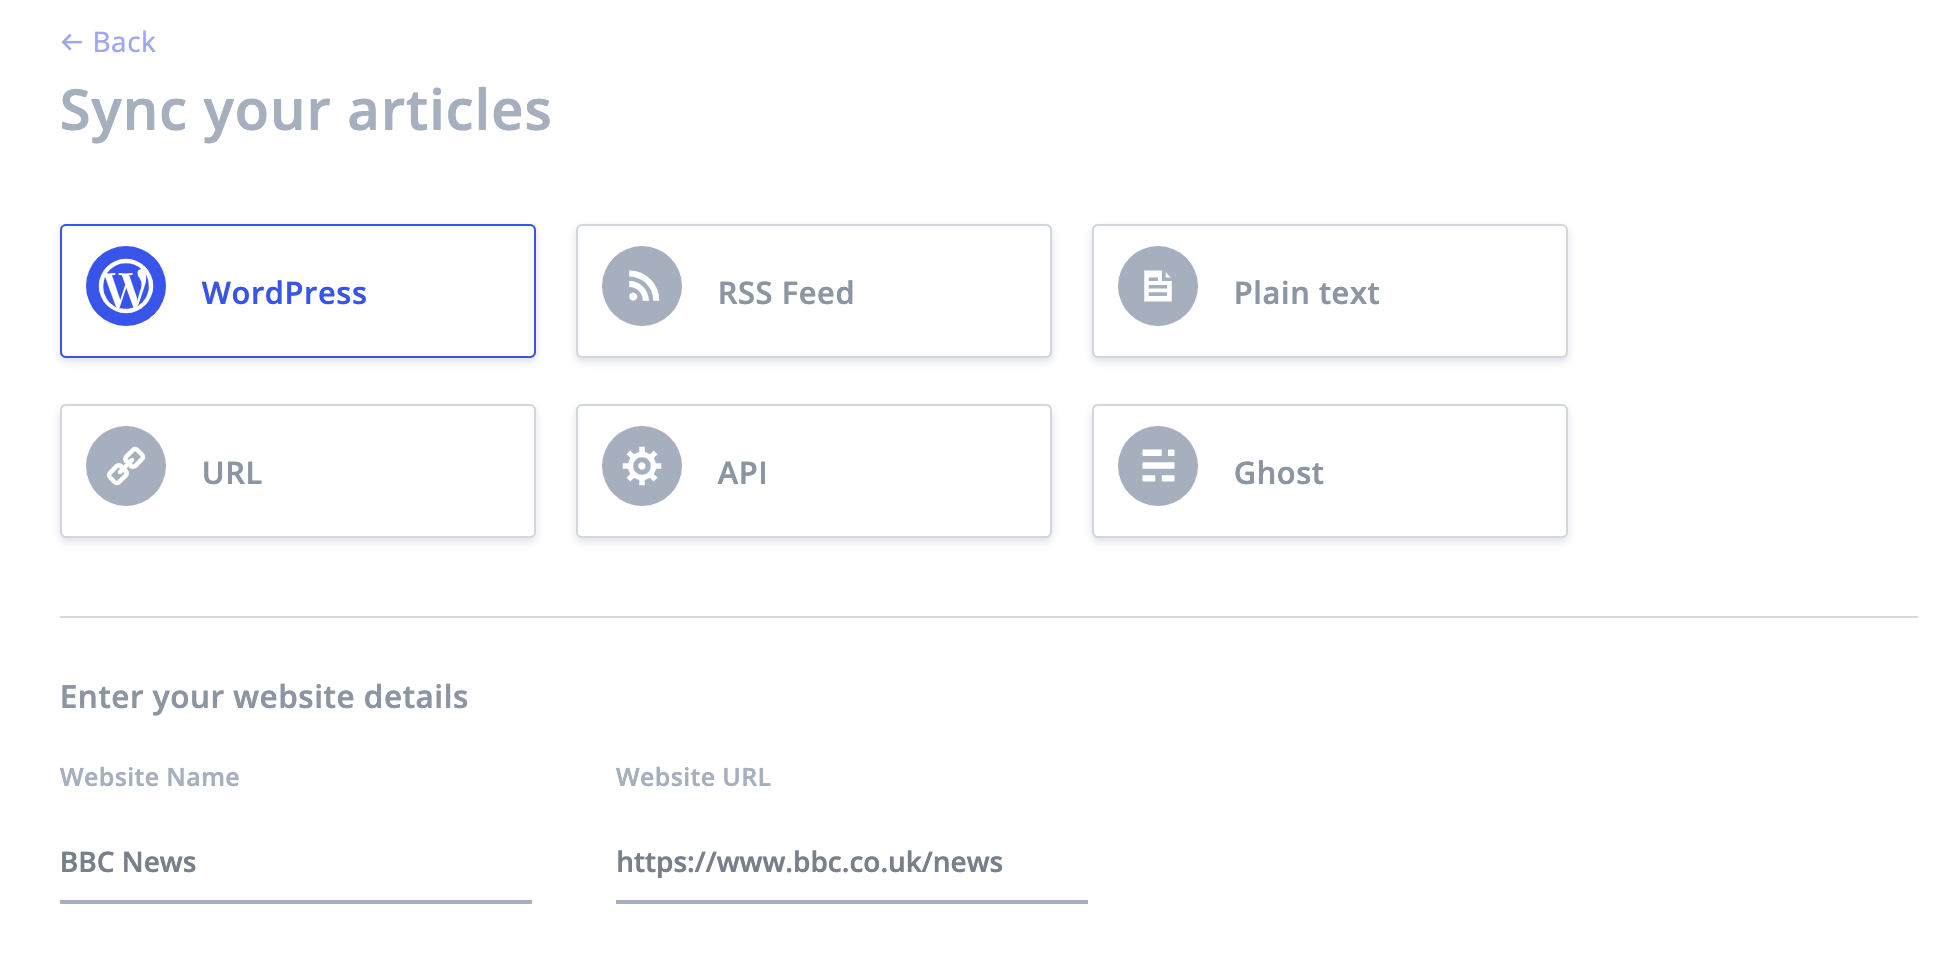 ← Back
Sync your articles
WordPress
RSS Feed
Plain text
URL
API
Ghost
Enter your website details
Website Name
Website URL
BBC News
https://www.bbc.co.uk/news